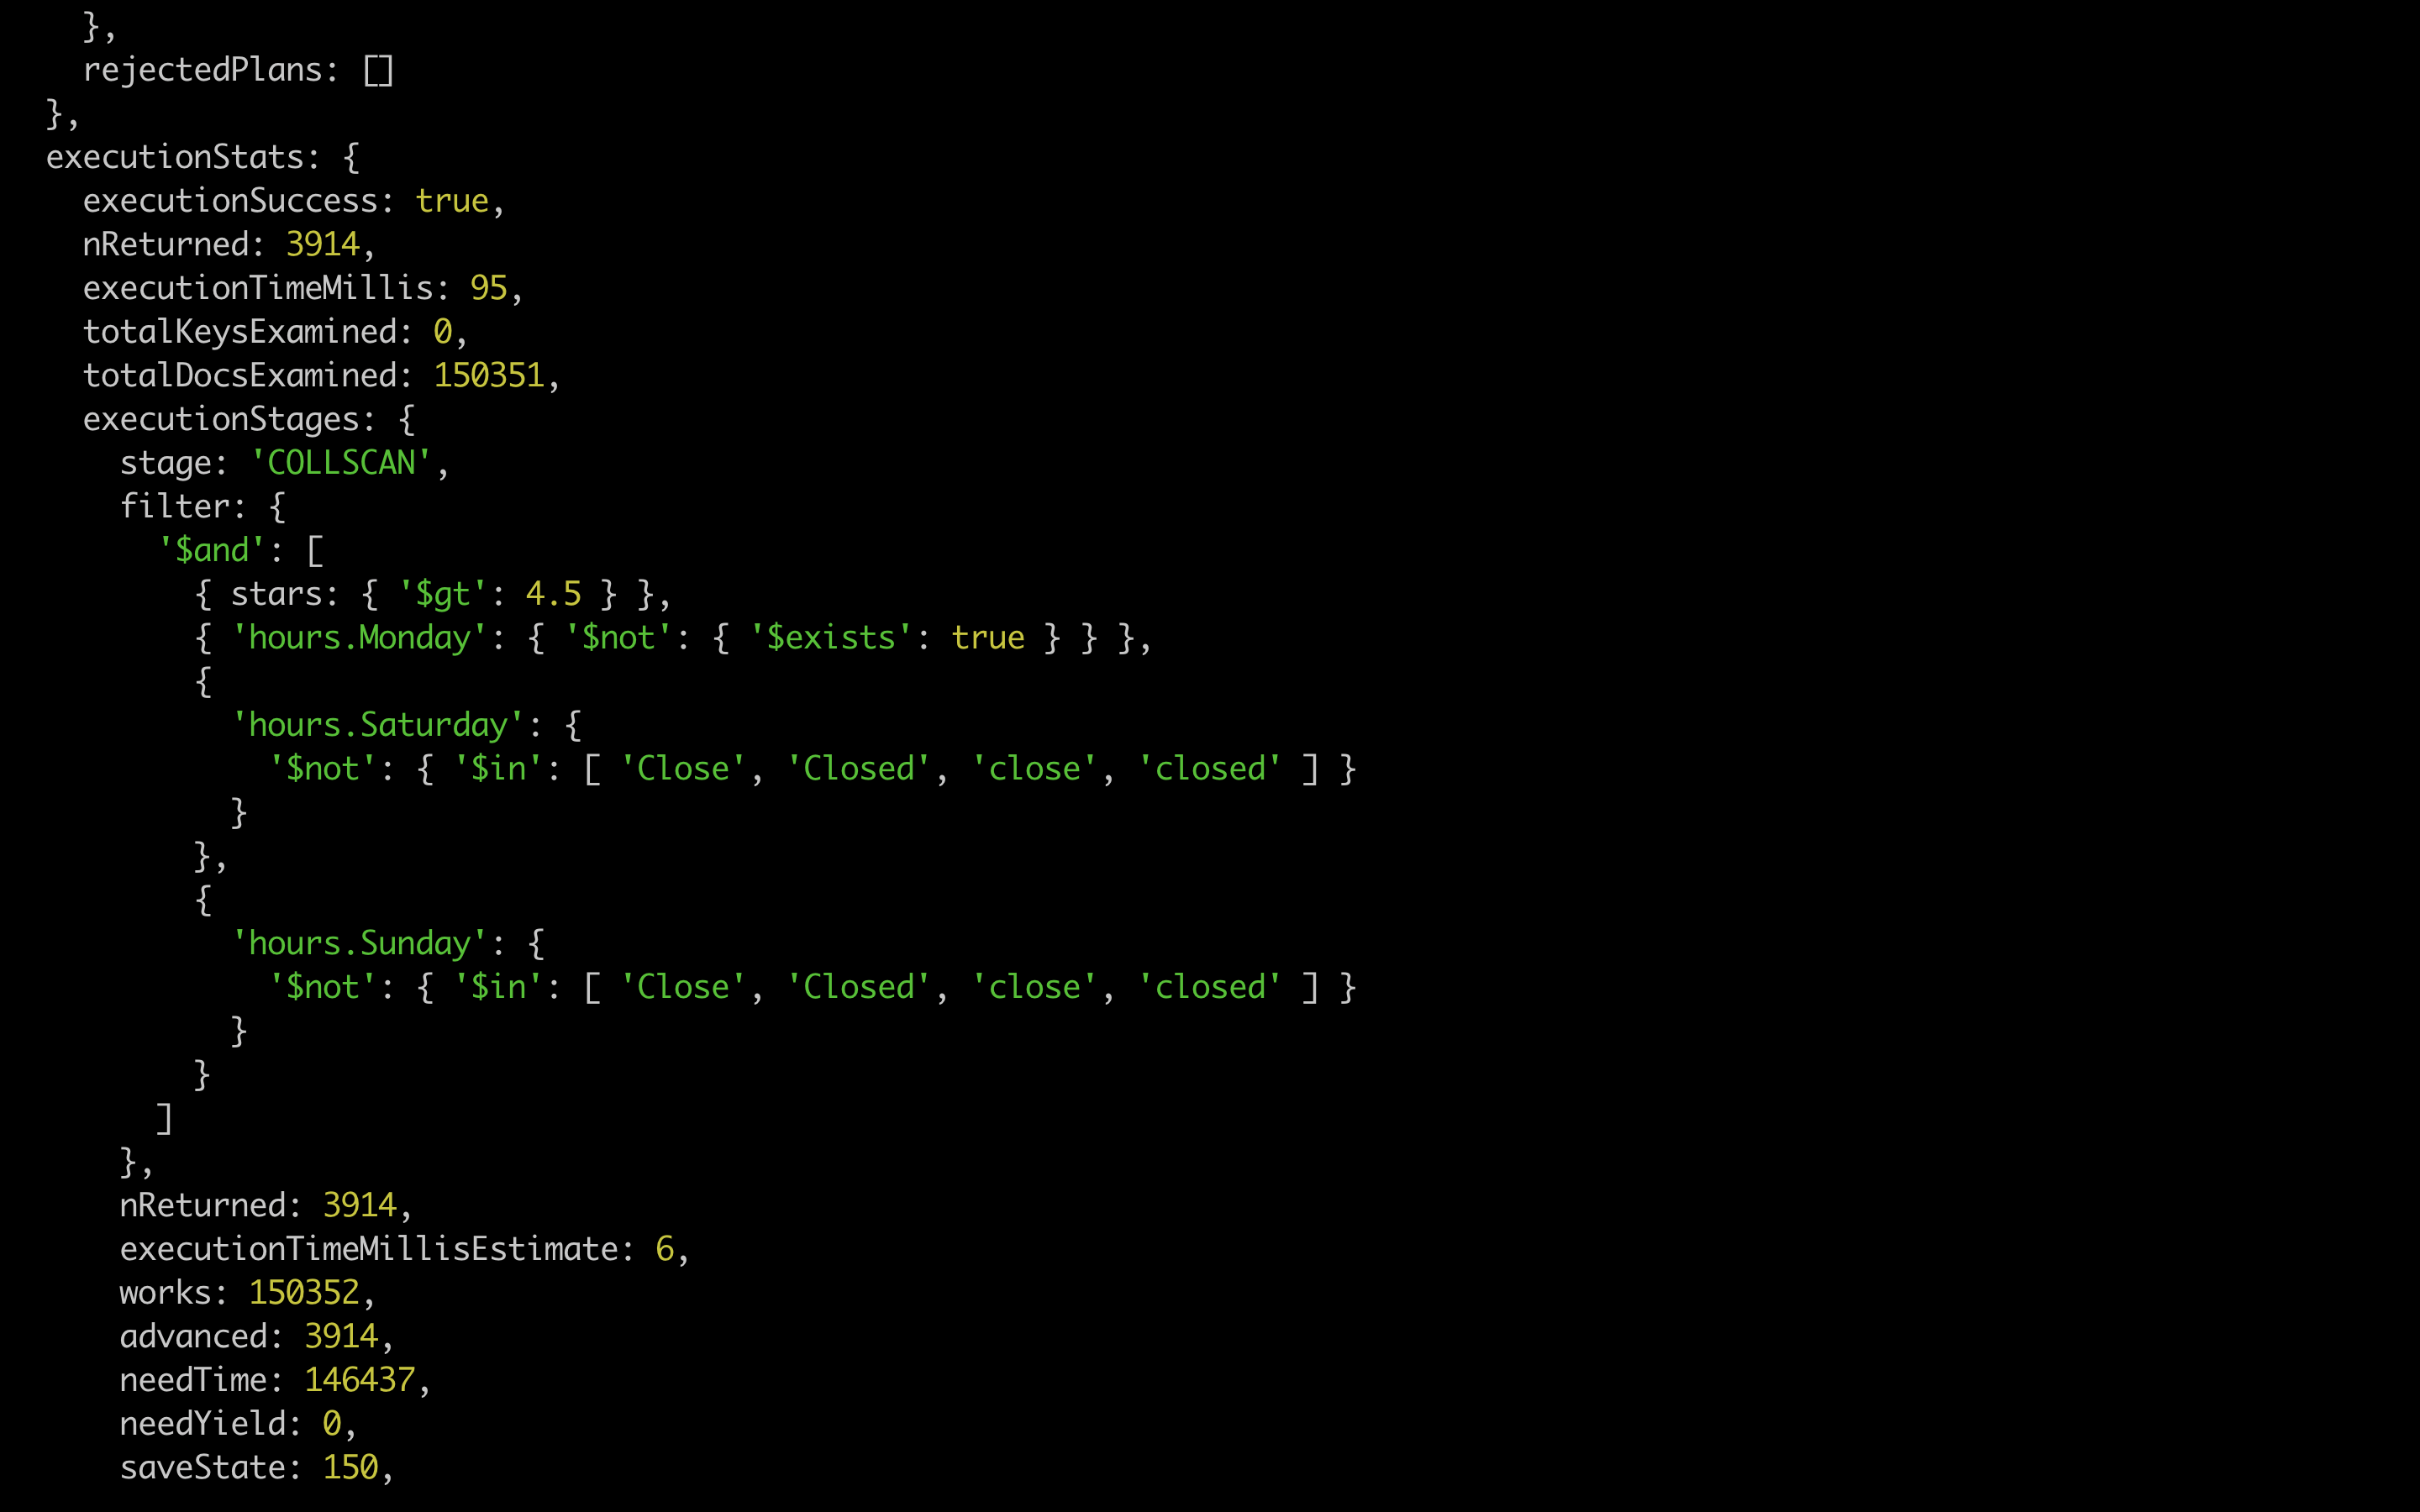 },
rejectedPlans: []
},
executionStats: {
executionSuccess: true,
nReturned: 3914,
executionTimeMillis: 95,
totalKeysExamined: 0,
totalDocsExamined: 150351,
executionStages: {
stage: 'COLLSCAN',
filter: {
'$and': [
{ stars: { '$gt': 4.5 } },
{ 'hours.Monday': { '$not': { '$exists': true } } },
{
'hours.Saturday': {
'$not': { '$in': [ 'Close', 'Closed', 'close', 'closed' ] }
}
},
{
'hours.Sunday': {
'$not': { '$in': [ 'Close', 'Closed', 'close', 'closed' ] }
}
}
]
},
nReturned: 3914,
executionTimeMillisEstimate: 6,
works: 150352,
advanced: 3914,
needTime: 146437,
needYield: 0,
saveState: 150,